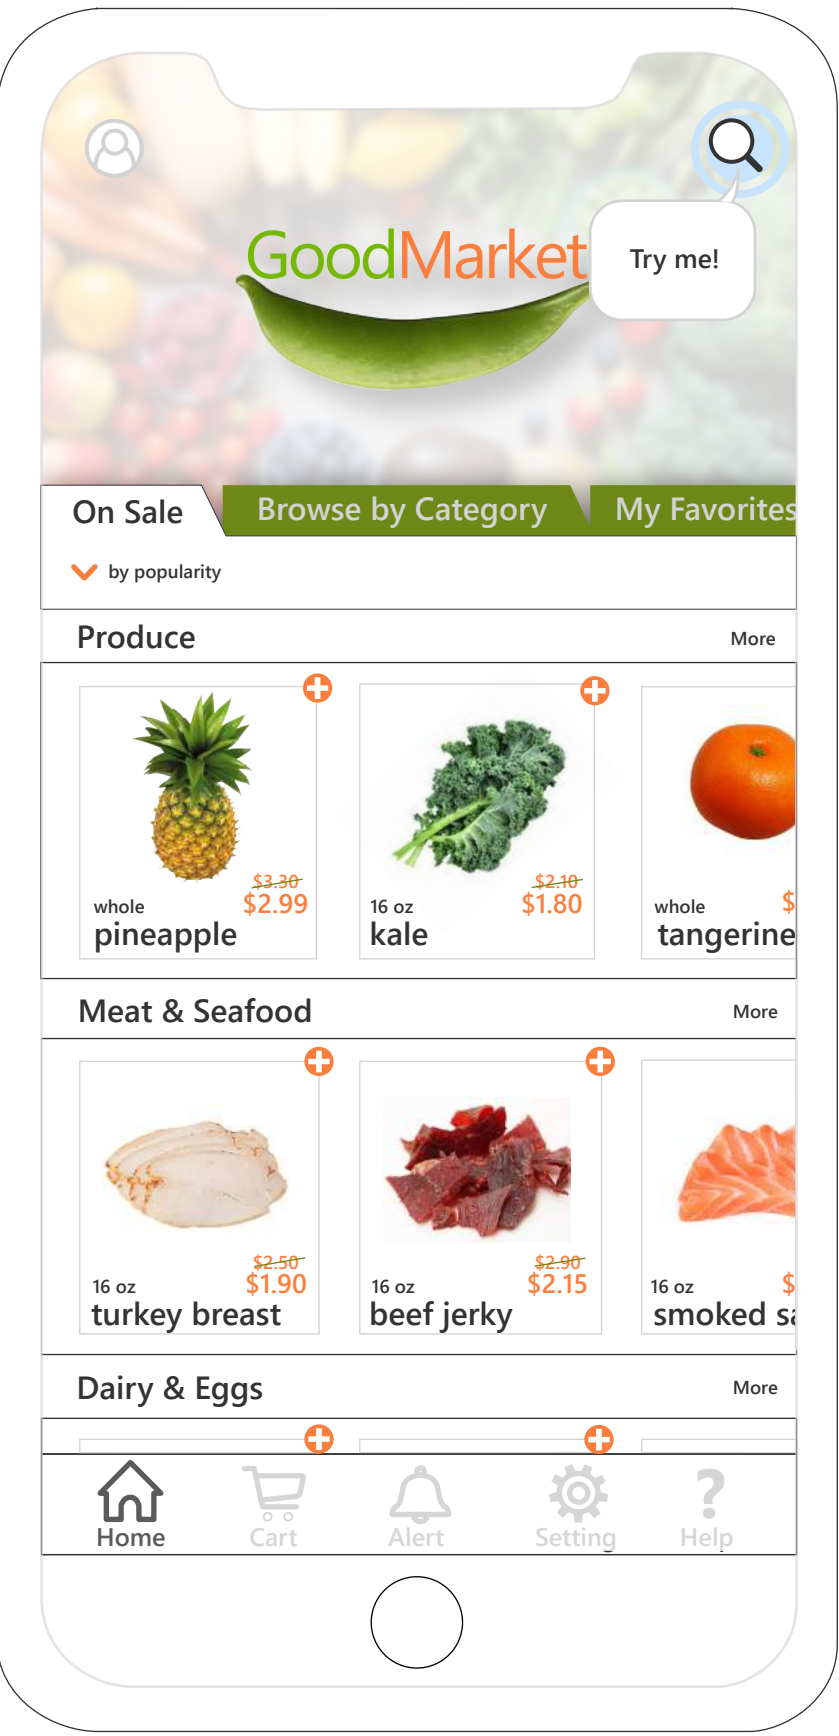 GoodMarket
Try me!
On Sale
Browse by Category
My Favorites
by popularity
Produce
More
$3.30
whole
$2.99
pineapple
$2.10
16 oz
$1.80
kale
whole
$
tangerine
Meat & Seafood
More
$2.50
16 oz
$1.90
turkey breast
$2.90
16 oz
$2.15
beef jerky
16 oz
$
smoked sa
Dairy & Eggs
More
Home
Cart
Alert
Setting
Help